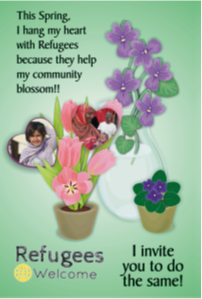 This Spring,
I hang my heart
with Refugees
because they help
my community
blossom!!
Refugees
Welcome
I invite
you to do
the same!